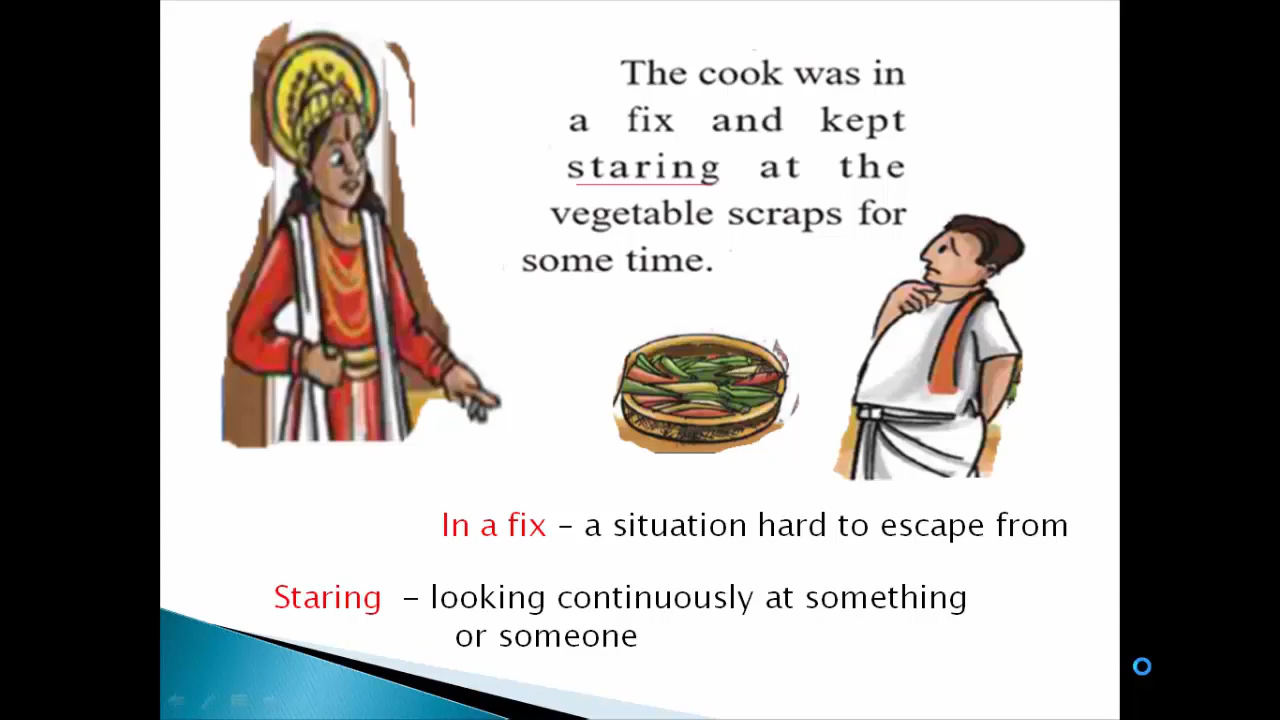 The cook was in
a fix and kept
staring at the
vegetable scraps for
some time.
In a fix – a situation hard to escape from
Staring – looking continuously at something
or someone